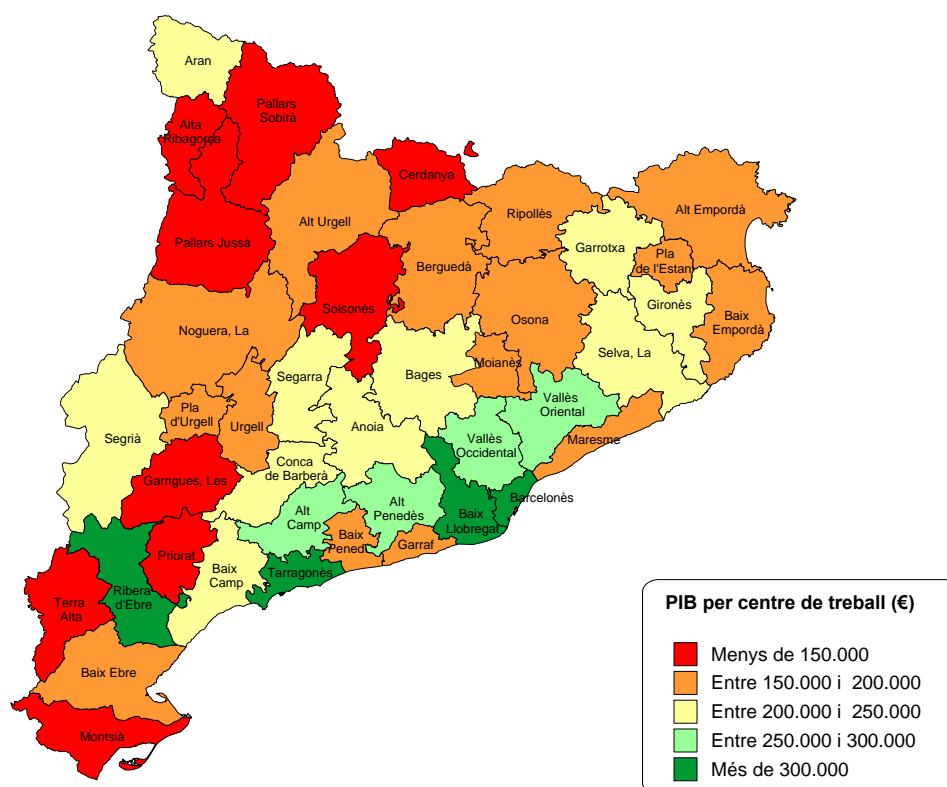 Aran
Pallars
Sobirà
Alta
Ribagorça
Cerdanya
Alt Urgell
Ripollès
Alt Empordà
Pallars Jussà
Garrotxa
Pla
de l'Estan
Berguedà
Solsonès
Gironès
Baix
Empordà
Osona
Noguera, La
Selva, La
Moianès
Bages
Segarra
Vallès
Oriental
Pla
d'Urgell
Urgell
Anoia
Segrià
Maresme
Vallès
Occidental
Conca
de Barberà
Garrigues, Les
Barcelonès
Alt
Camp
Alt
Penedès
Baix
Llobregat
Baix
Pened
Garraf
Priorat
Baix
Camp
Tarragonès
Ribera
d'Ebre
Terra
Alta
Baix Ebre
Montsià
PIB per centre de treball (€)
Menys de 150.000
Entre 150.000 i 200.000
Entre 200.000 i 250.000
Entre 250.000 i 300.000
Més de 300.000